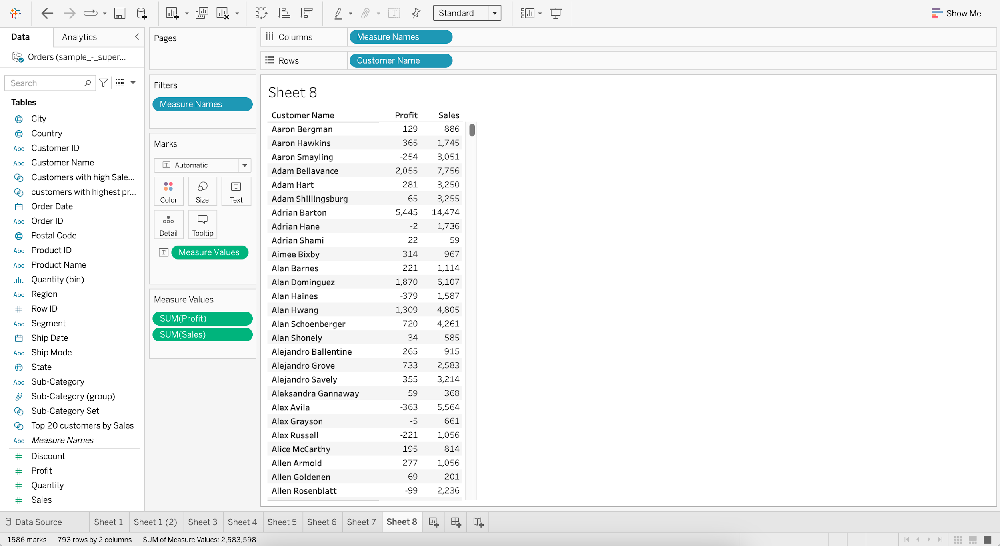 Standard
Show Me
Data
Analytics
Orders (sample_-_super...
Search
Tables
City
Country
Abc Customer ID
Abc Customer Name
Customers with high Sale...
customers with highest pr...
Order Date
Abc Order ID
Postal Code
Abc Product ID
Abc Product Name
Quantity (bin)
Abc Region
Row ID
Abc Segment
Ship Date
Abc Ship Mode
State
Abc Sub-Category
Sub-Category (group)
Sub-Category Set
Top 20 customers by Sales
Abc Measure Names
Discount
Profit
Quantity
Sales
Pages
Filters
Measure Names
Marks
Automatic
Color Size Text
Detail Tooltip
Measure Values
Measure Values
SUM(Profit)
SUM(Sales)
Columns Measure Names
Rows Customer Name
Sheet 8
Customer Name Profit Sales
Aaron Bergman 129 886
Aaron Hawkins 365 1,745
Aaron Smayling -254 3,051
Adam Bellavance 2,055 7,756
Adam Hart 281 3,250
Adam Shillingsburg 65 3,255
Adrian Barton 5,445 14,474
Adrian Hane -2 1,736
Adrian Shami 22 59
Aimee Bixby 314 967
Alan Barnes 221 1,114
Alan Dominguez 1,870 6,107
Alan Haines -379 1,587
Alan Hwang 1,309 4,805
Alan Schoenberger 720 4,261
Alan Shonely 34 585
Alejandro Ballentine 265 915
Alejandro Grove 733 2,583
Alejandro Savely 355 3,214
Aleksandra Gannaway 59 368
Alex Avila -363 5,564
Alex Grayson -5 661
Alex Russell -221 1,056
Alice McCarthy 195 814
Allen Armold 277 1,056
Allen Goldenen 69 201
Allen Rosenblatt -99 2,236
Data Source Sheet 1 Sheet 1 (2) Sheet 3 Sheet 4 Sheet 5 Sheet 6 Sheet 7 Sheet 8
1586 marks 793 rows by 2 columns SUM of Measure Values: 2,583,598